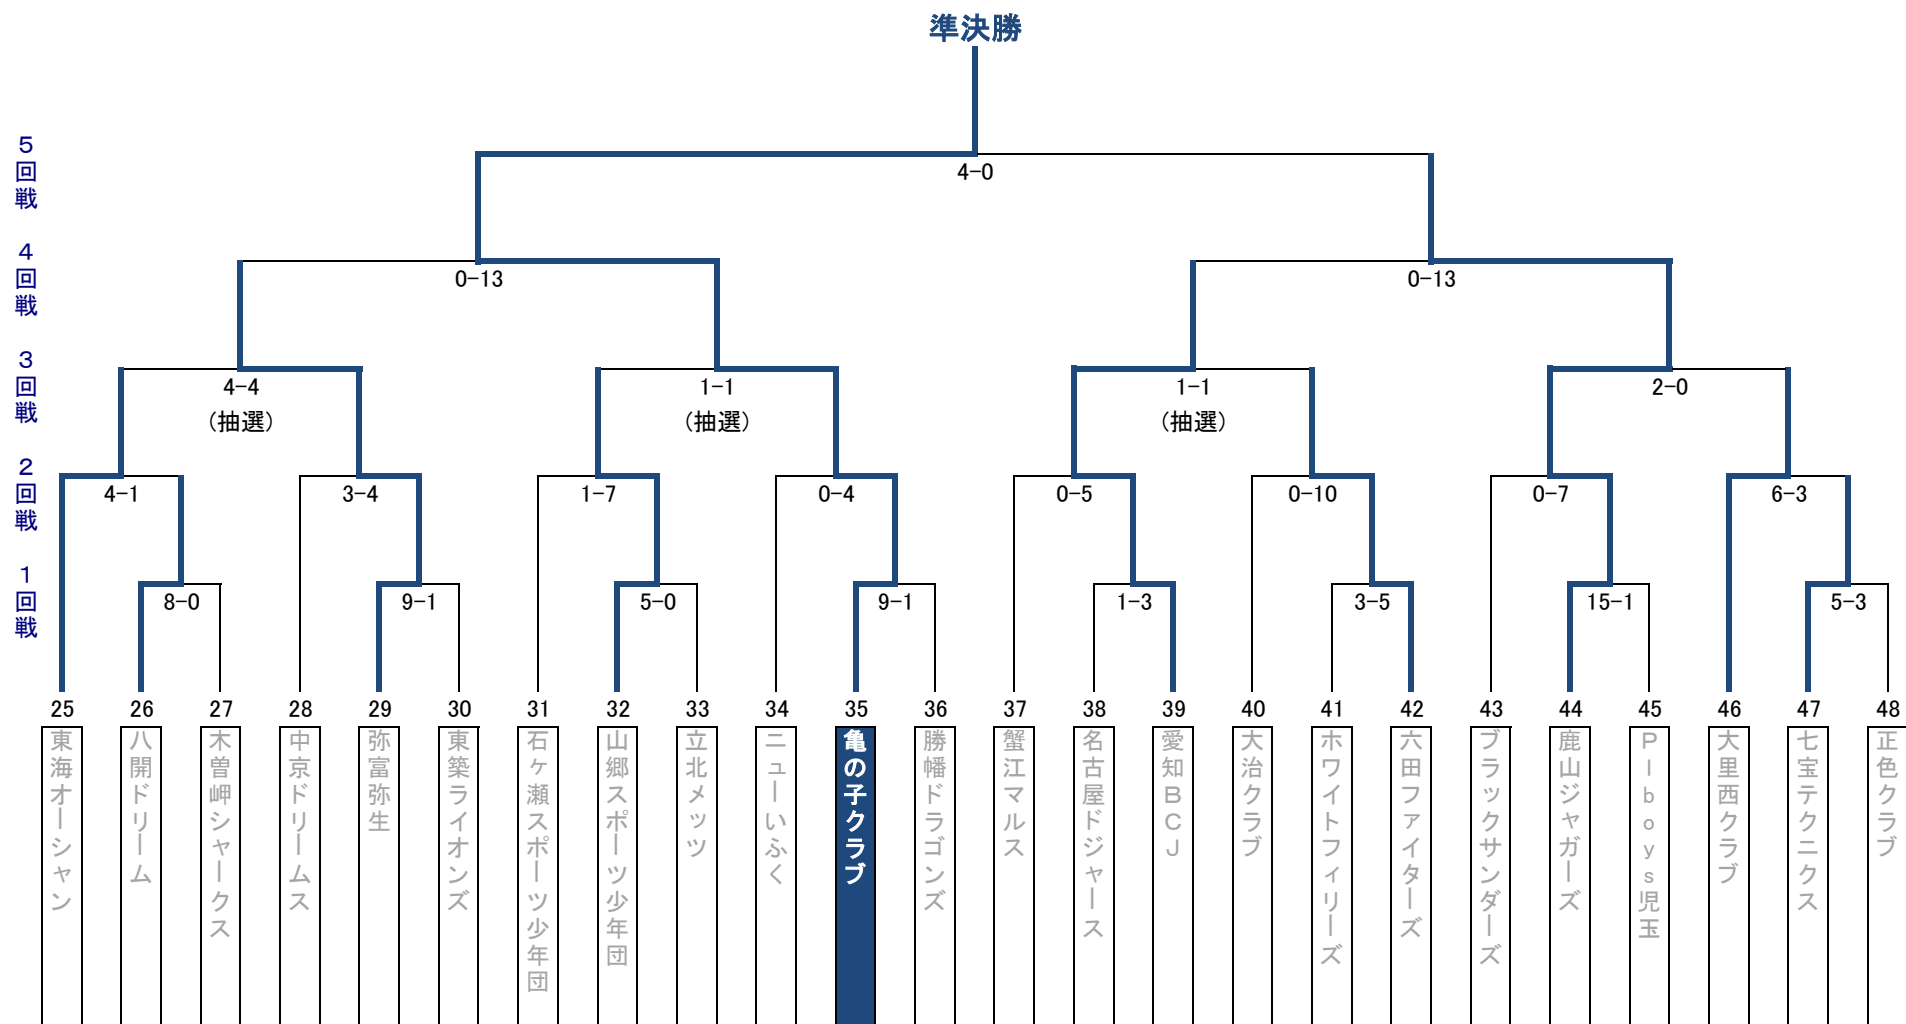 準決勝
5回戦
4-0
4回戦
0-13
0-13
3回戦
4-4
(抽選)
1-1
(抽選)
1-1
(抽選)
2-0
2回戦
4-1
3-4
1-7
0-4
0-5
0-10
0-7
6-3
1回戦
8-0
9-1
5-0
9-1
1-3
3-5
15-1
5-3
25
26
27
28
29
30
31
32
33
34
35
36
37
38
39
40
41
42
43
44
45
46
47
48
東海オーシャン
八開ドリーム
木曽岬シャークス
中京ドリームス
弥富弥生
東築ライオンズ
石ヶ瀬スポーツ少年団
山郷スポーツ少年団
立北メッツ
ニューいふく
亀の子クラブ
勝幡ドラゴンズ
蟹江マルス
名古屋ドジャース
愛知BCJ
大治クラブ
ホワイトフィリーズ
六田ファイターズ
ブラックサンダーズ
鹿山ジャガーズ
Plboys児玉
大里西クラブ
七宝テクニクス
正色クラブ